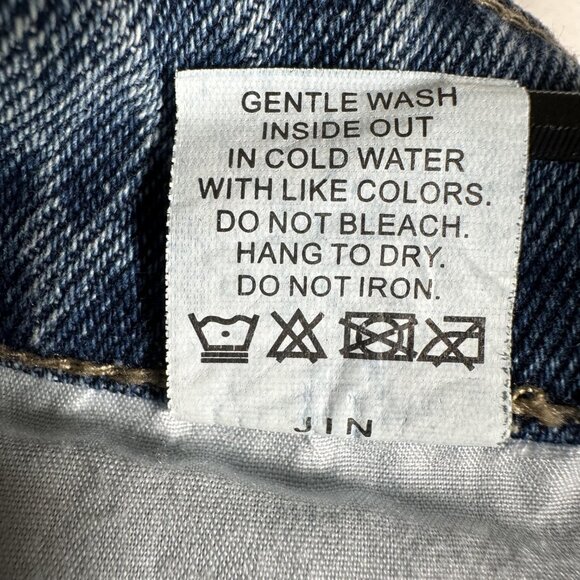 GENTLE WASH
INSIDE OUT
IN COLD WATER
WITH LIKE COLORS.
DO NOT BLEACH.
HANG TO DRY.
DO NOT IRON.
JIN